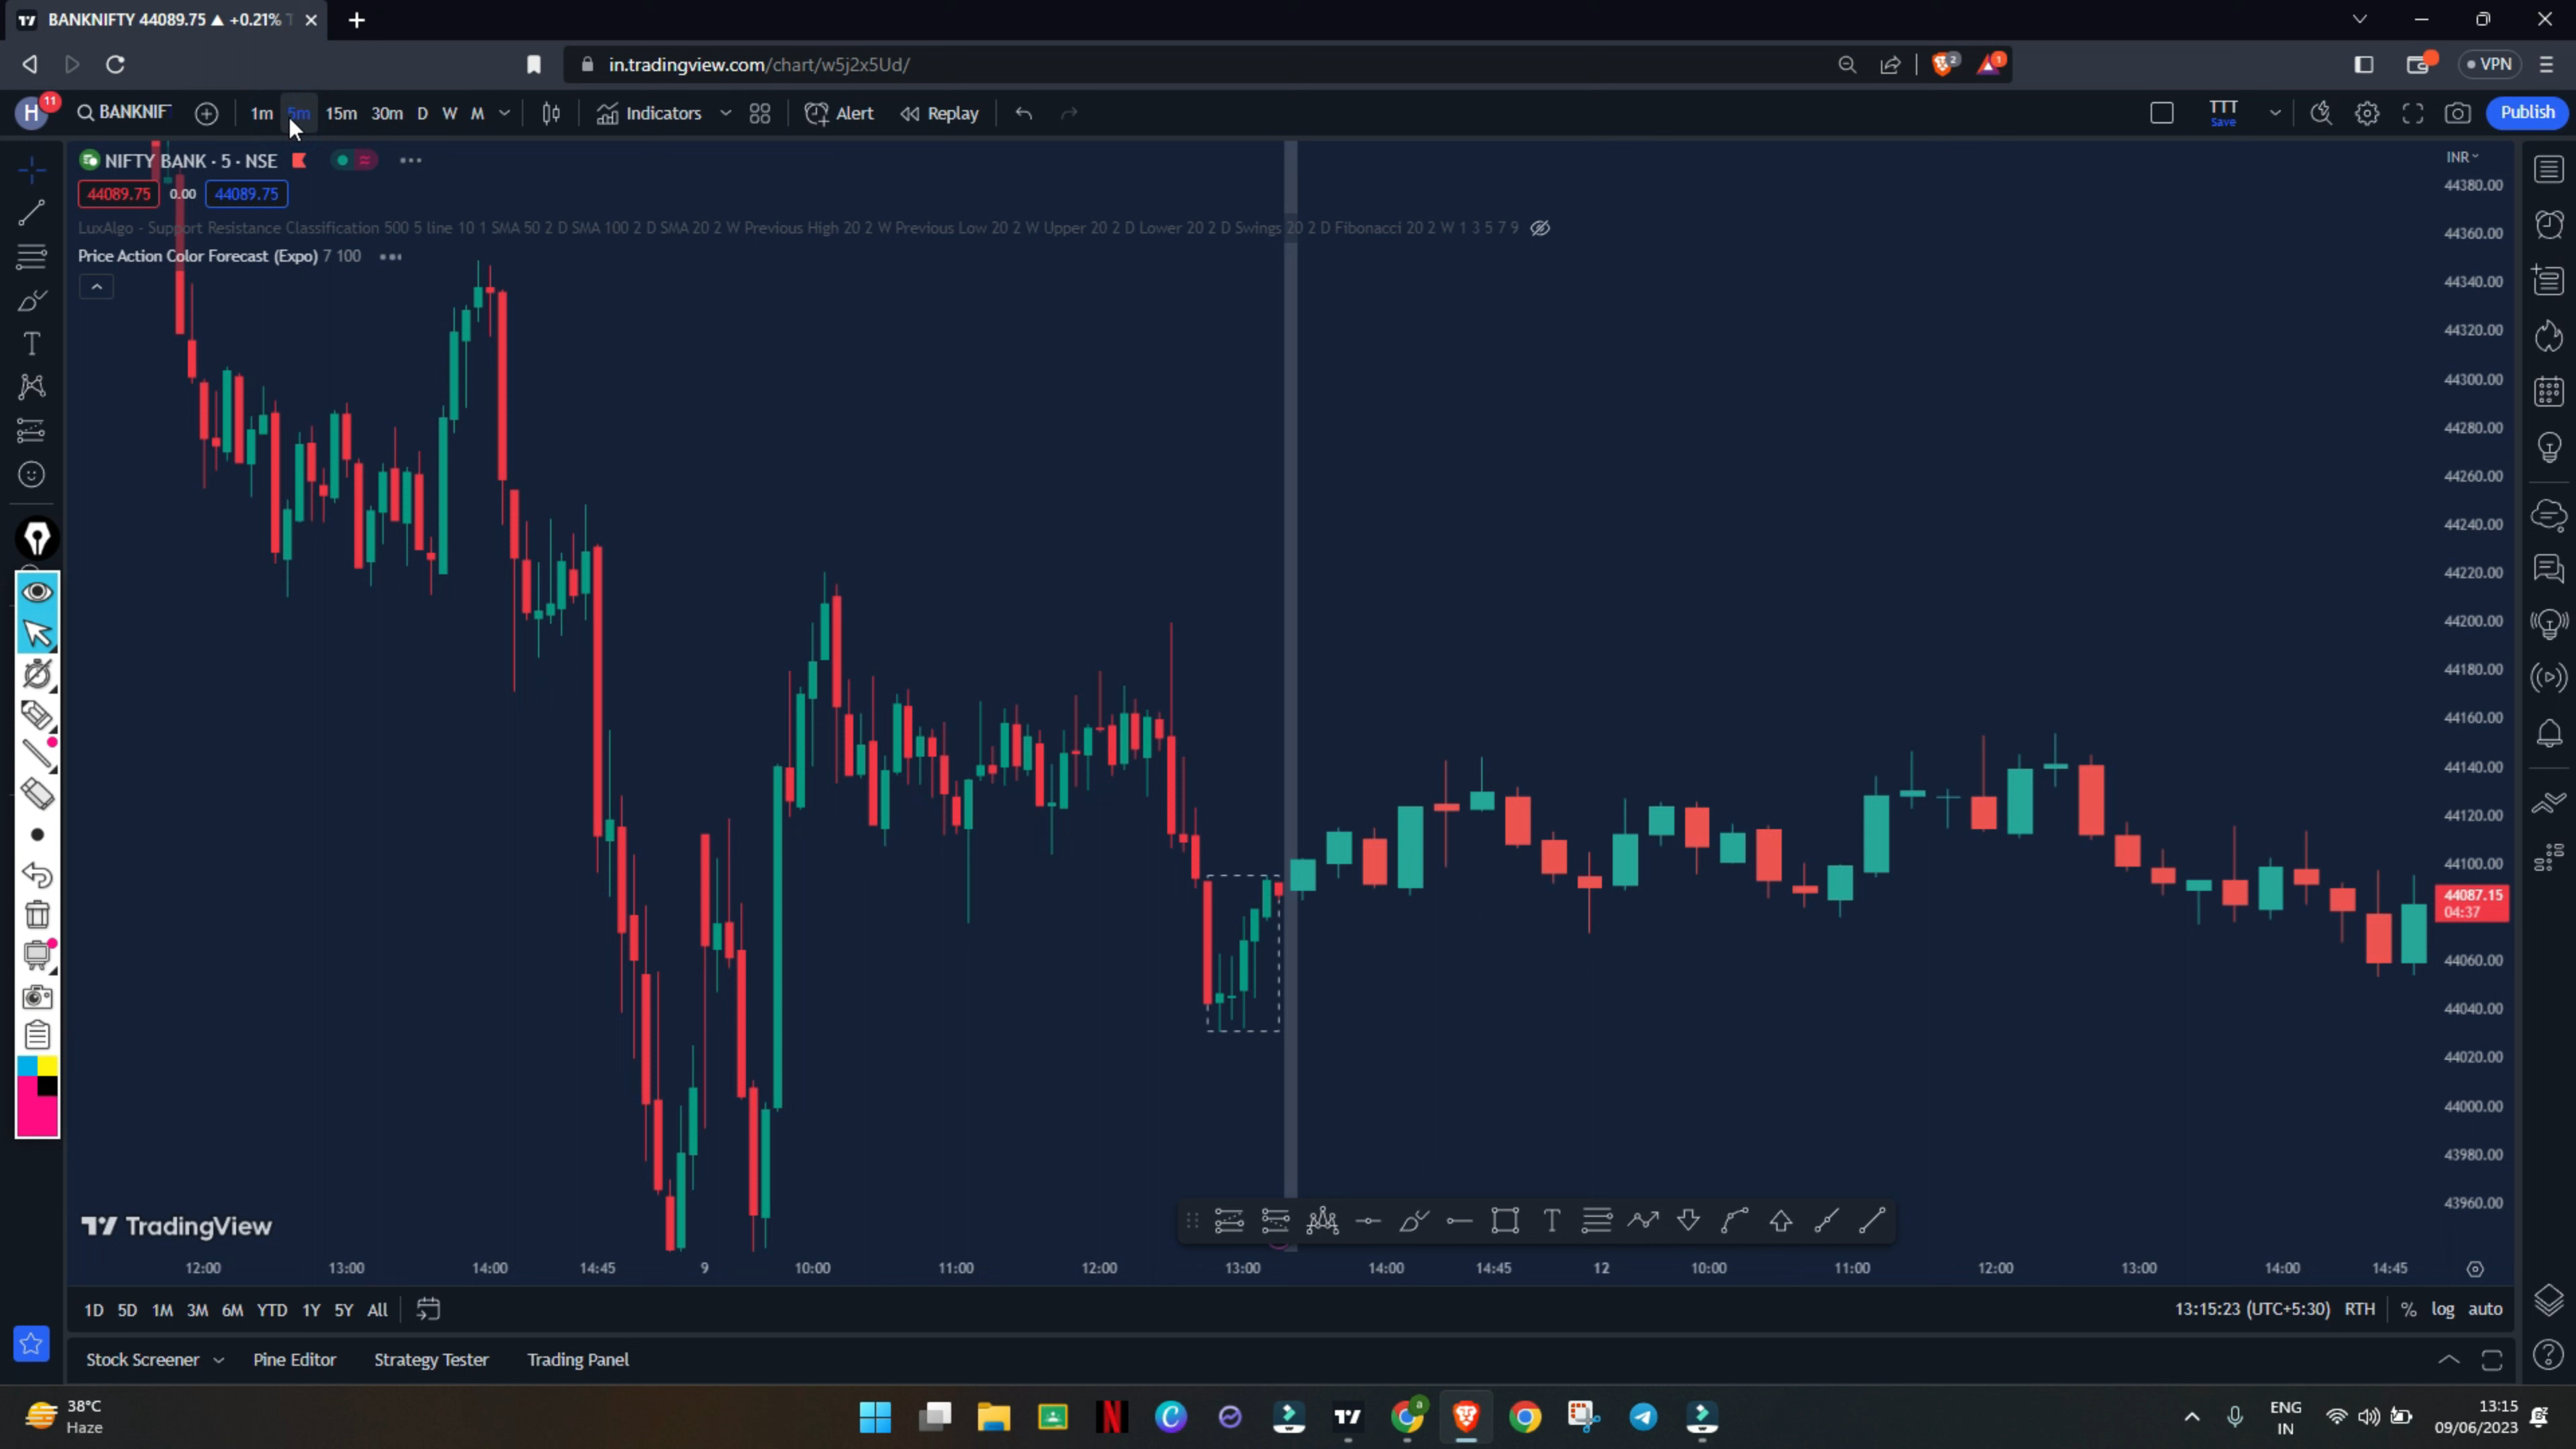 BANKNIFTY 44089.75 ▲ +0.21%
in.tradingview.com/chart/w5j2x5Ud/
2
1
VPN
H 11 BANKNIF 1m 5m 15m 30m D W M Indicators Alert Replay TTT Save Publish
NIFTY BANK · 5 · NSE
INR
44089.75 0.00 44089.75
LuxAlgo - Support Resistance Classification 500 5 line 10 1 SMA 50 2 D SMA 100 2 D SMA 20 2 W Previous High 20 2 W Previous Low 20 2 W Upper 20 2 D Lower 20 2 D Swings 20 2 D Fibonacci 20 2 W 1 3 5 7 9
Price Action Color Forecast (Expo) 7 100
44380.00
44360.00
44340.00
44320.00
44300.00
44280.00
44260.00
44240.00
44220.00
44200.00
44180.00
44160.00
44140.00
44120.00
44100.00
44087.15
04:37
44060.00
44040.00
44020.00
44000.00
43980.00
43960.00
TradingView
12:00 13:00 14:00 14:45 9 10:00 11:00 12:00 13:00 14:00 14:45 12 10:00 11:00 12:00 13:00 14:00 14:45
1D 5D 1M 3M 6M YTD 1Y 5Y All 13:15:23 (UTC+5:30) RTH % log auto
Stock Screener Pine Editor Strategy Tester Trading Panel
38°C
Haze
ENG
IN
13:15
09/06/2023